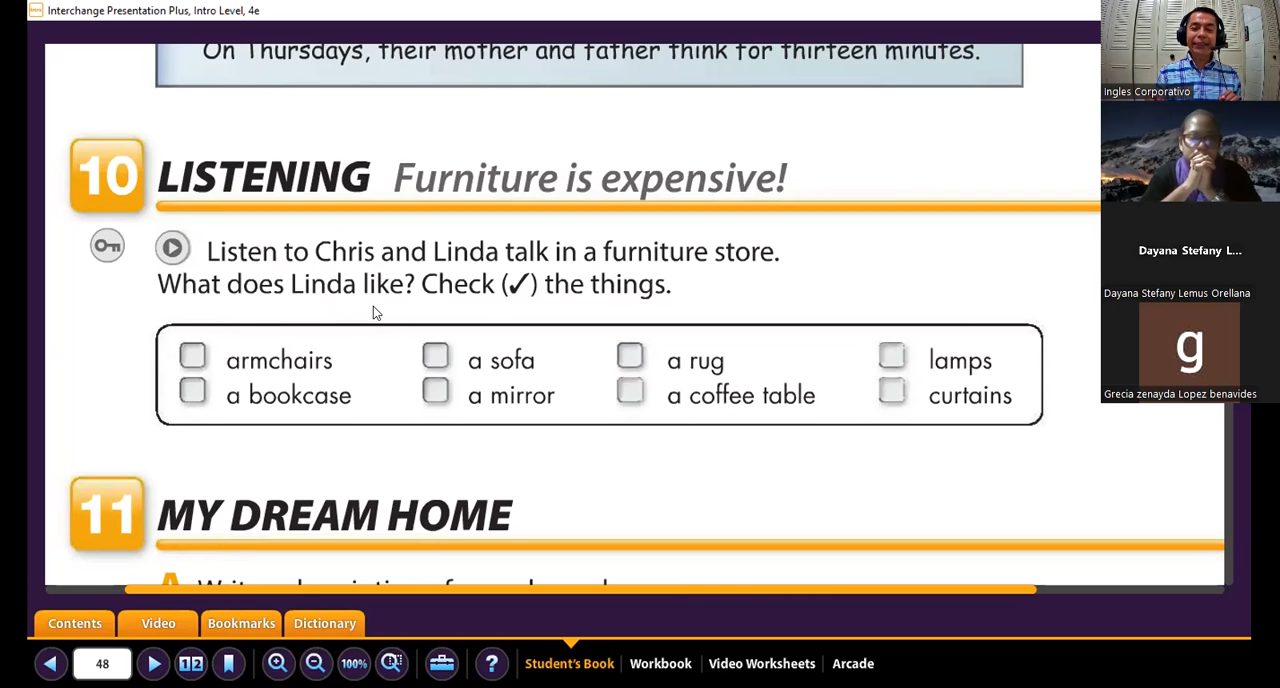 Interchange Presentation Plus, Intro Level, 4e
On Thursdays, their mother and father think for thirteen minutes.
10 LISTENING Furniture is expensive!
Listen to Chris and Linda talk in a furniture store.
What does Linda like? Check (✓) the things.
armchairs a sofa a rug lamps
a bookcase a mirror a coffee table curtains
11 MY DREAM HOME
A
Ingles Corporativo
Dayana Stefany L...
Dayana Stefany Lemus Orellana
g
Grecia zenayda Lopez benavides
Contents Video Bookmarks Dictionary
48 12 100% ? Student's Book Workbook Video Worksheets Arcade